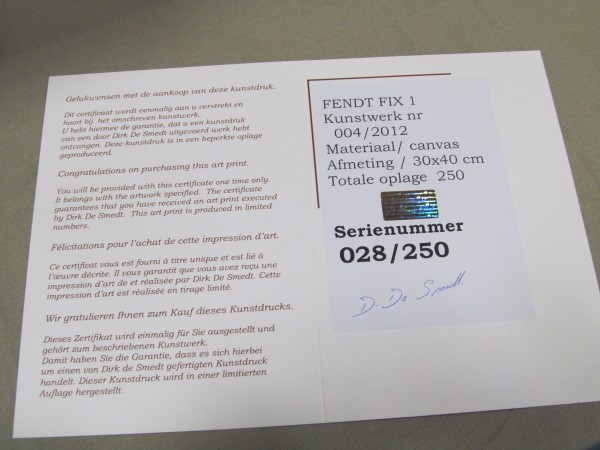 Gelukwensen met de aankoop van deze kunstdruk.
Dit certificaat wordt eenmalig aan u verstrekt en
hoort bij het omschreven kunstwerk.
U hebt hiermee de garantie, dat u een kunstdruk
van een door Dirk De Smedt uitgevoerd werk hebt
ontvangen. Deze kunstdruk is in een beperkte oplage
geproduceerd.
Congratulations on purchasing this art print.
You will be provided with this certificate one time only.
It belongs with the artwork specified. The certificate
guarantees that you have received an art print executed
by Dirk De Smedt. This art print is produced in limited
numbers.
Félicitations pour l'achat de cette impression d'art.
Ce certificat vous est fourni à titre unique et est lié à
l'œuvre décrite. Il vous garantit que vous avez reçu une
impression d'art de et réalisée par Dirk De Smedt. Cette
impression d'art est réalisée en tirage limité.
Wir gratulieren Ihnen zum Kauf dieses Kunstdrucks.
Dieses Zertifikat wird einmalig für Sie ausgestellt und
gehört zum beschriebenen Kunstwerk.
Damit haben Sie die Garantie, dass es sich hierbei
um einen von Dirk de Smedt gefertigten Kunstdruck
handelt. Dieser Kunstdruck wird in einer limitierten
Auflage hergestellt.
FENDT FIX 1
Kunstwerk nr
004/2012
Materiaal/ canvas
Afmeting / 30x40 cm
Totale oplage 250
Serienummer
028/250
D. De Smedt.